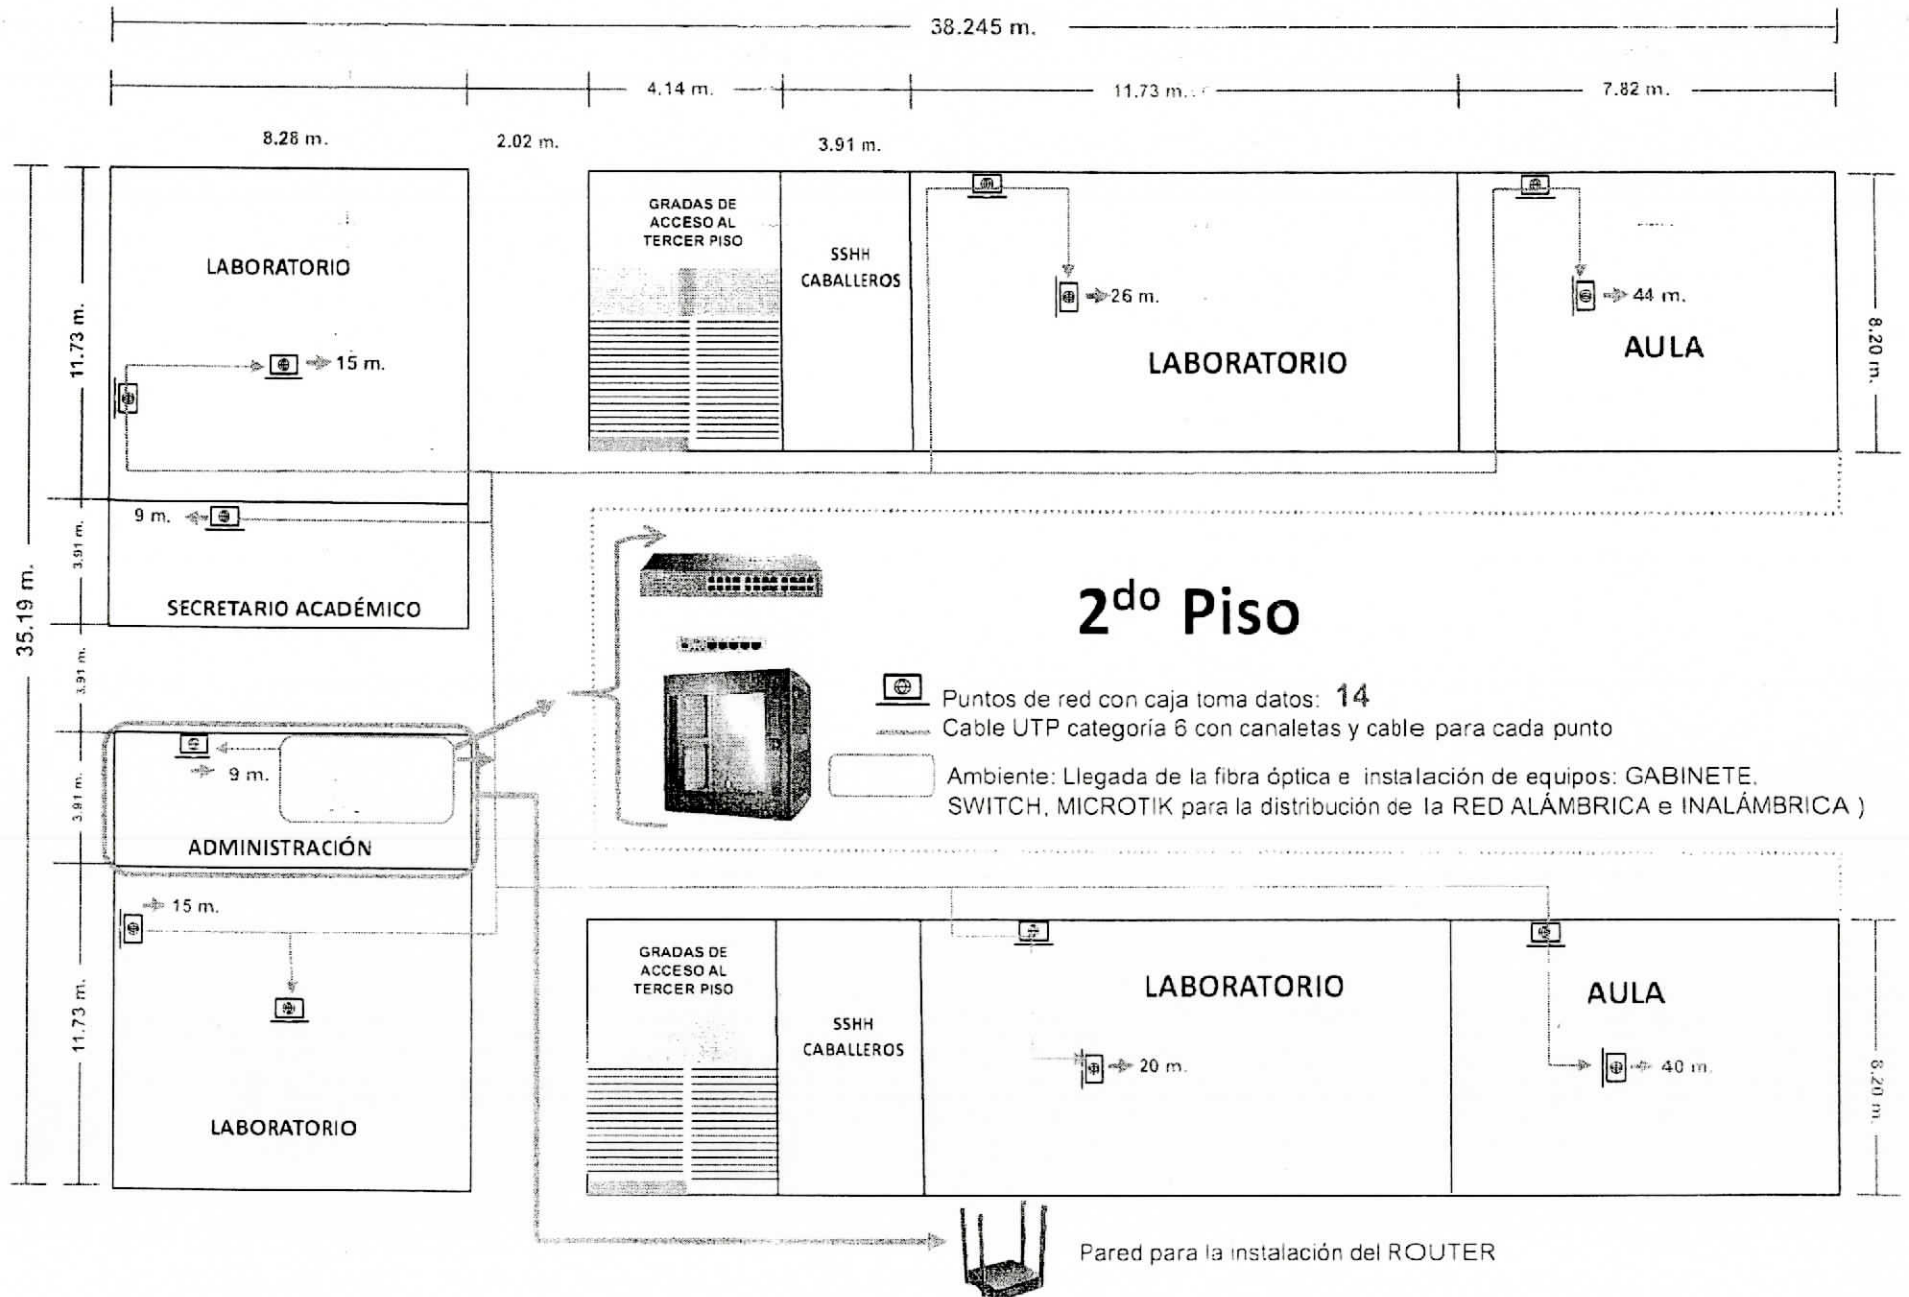 38.245 m.
4.14 m.
11.73 m.
7.82 m.
8.28 m.
2.02 m.
3.91 m.
35.19 m.
11.73 m.
3.91 m.
3.91 m.
3.91 m.
11.73 m.
LABORATORIO
15 m.
GRADAS DE
ACCESO AL
TERCER PISO
SSHH
CABALLEROS
26 m.
LABORATORIO
44 m.
AULA
8.20 m.
9 m.
SECRETARIO ACADÉMICO
2do Piso
Puntos de red con caja toma datos: 14
Cable UTP categoría 6 con canaletas y cable para cada punto
Ambiente: Llegada de la fibra óptica e instalación de equipos: GABINETE,
SWITCH, MICROTIK para la distribución de la RED ALÁMBRICA e INALÁMBRICA )
9 m.
ADMINISTRACIÓN
15 m.
LABORATORIO
GRADAS DE
ACCESO AL
TERCER PISO
SSHH
CABALLEROS
LABORATORIO
20 m.
AULA
40 m.
8.20 m.
Pared para la instalación del ROUTER